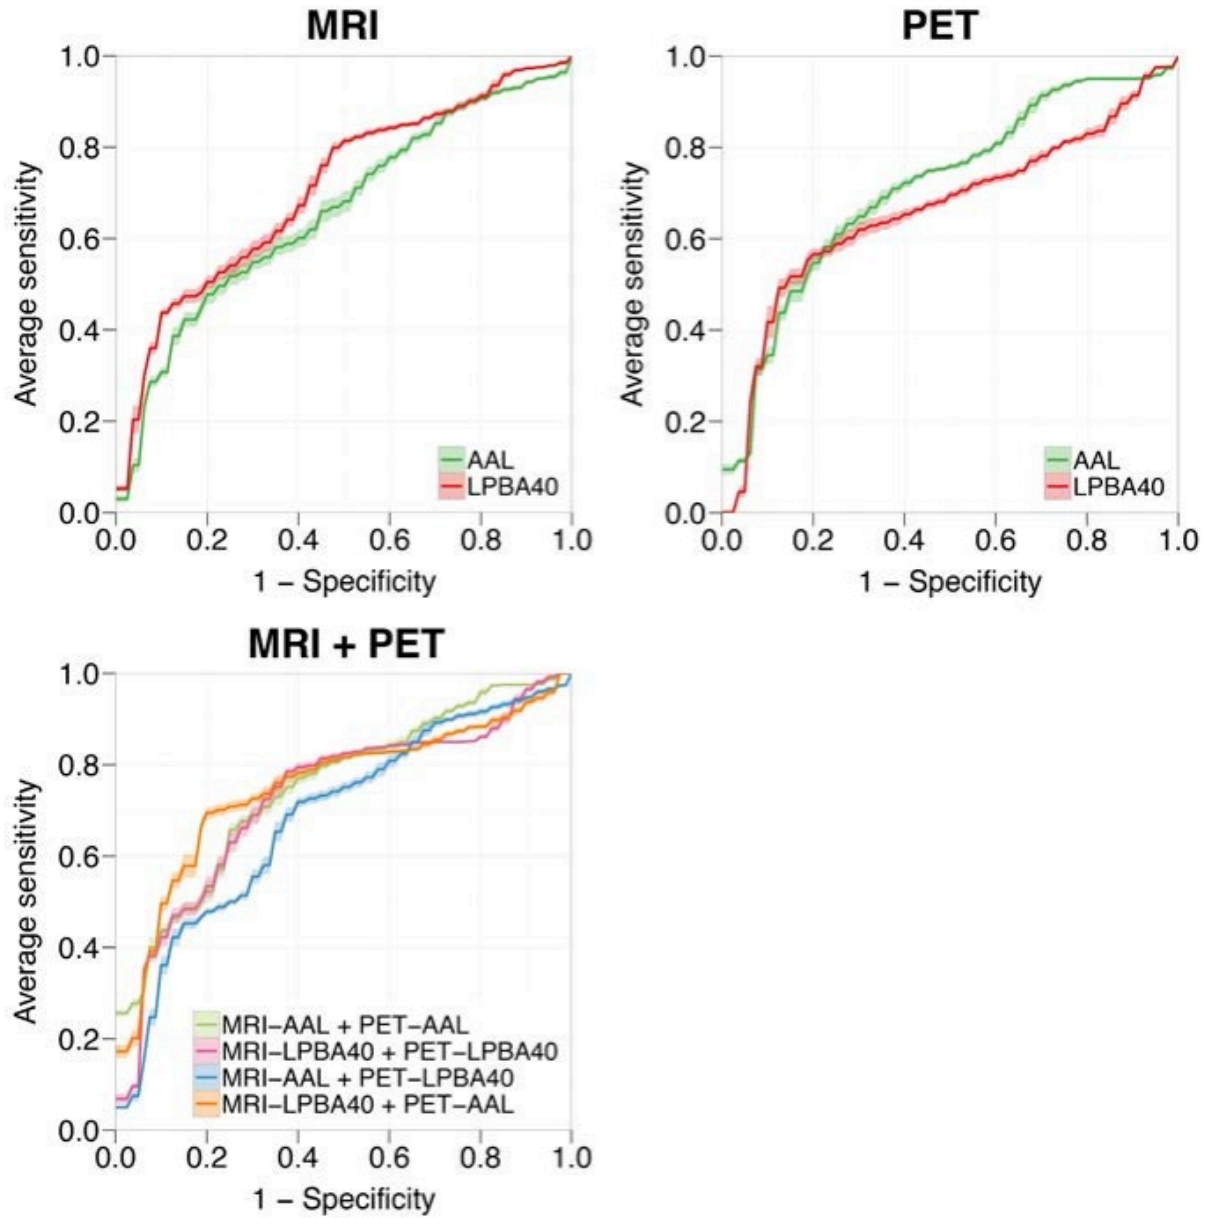 MRI
1.0
0.8
0.6
0.4
0.2
0.0
Average sensitivity
AAL
LPBA40
0.0 0.2 0.4 0.6 0.8 1.0
1 − Specificity
PET
1.0
0.8
0.6
0.4
0.2
0.0
Average sensitivity
AAL
LPBA40
0.0 0.2 0.4 0.6 0.8 1.0
1 − Specificity
MRI + PET
1.0
0.8
0.6
0.4
0.2
0.0
Average sensitivity
MRI−AAL + PET−AAL
MRI−LPBA40 + PET−LPBA40
MRI−AAL + PET−LPBA40
MRI−LPBA40 + PET−AAL
0.0 0.2 0.4 0.6 0.8 1.0
1 − Specificity